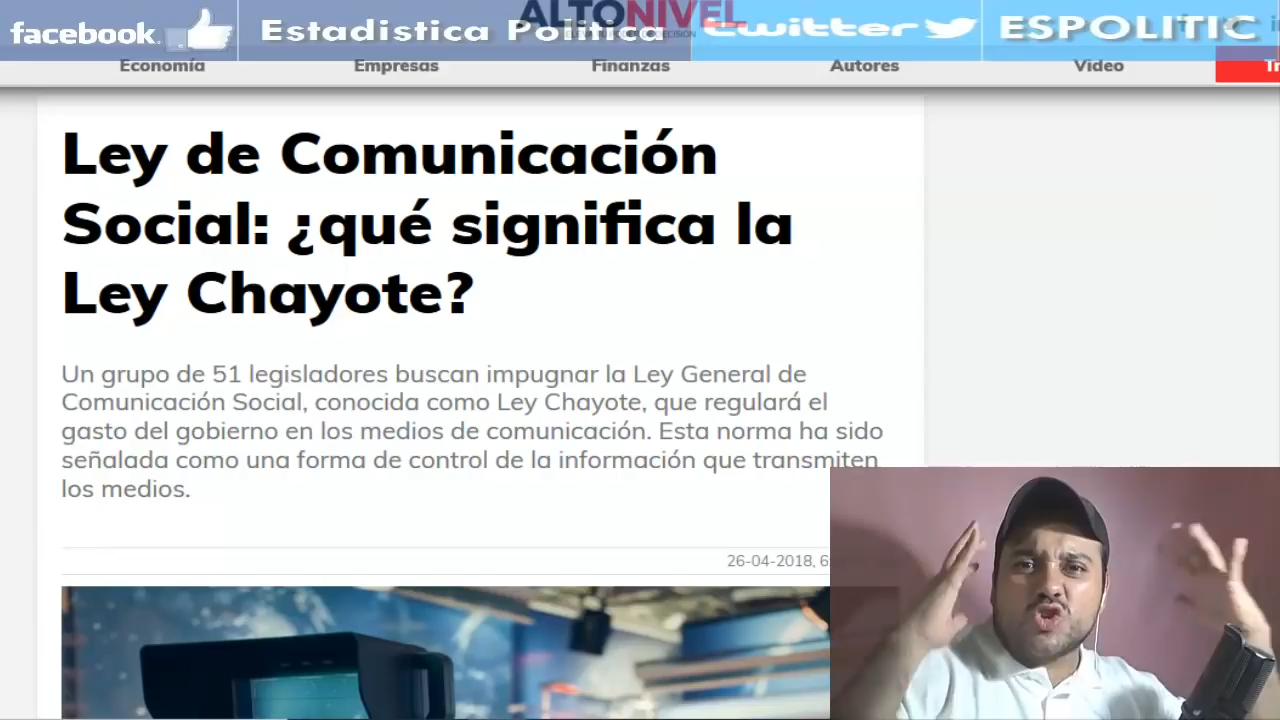 facebook.
Estadistica Politica
ALTONIVEL
twitter
ESPOLITIC
Economía
Empresas
Finanzas
Autores
Video
Ley de Comunicación
Social: ¿qué significa la
Ley Chayote?
Un grupo de 51 legisladores buscan impugnar la Ley General de
Comunicación Social, conocida como Ley Chayote, que regulará el
gasto del gobierno en los medios de comunicación. Esta norma ha sido
señalada como una forma de control de la información que transmiten
los medios.
26-04-2018, 6